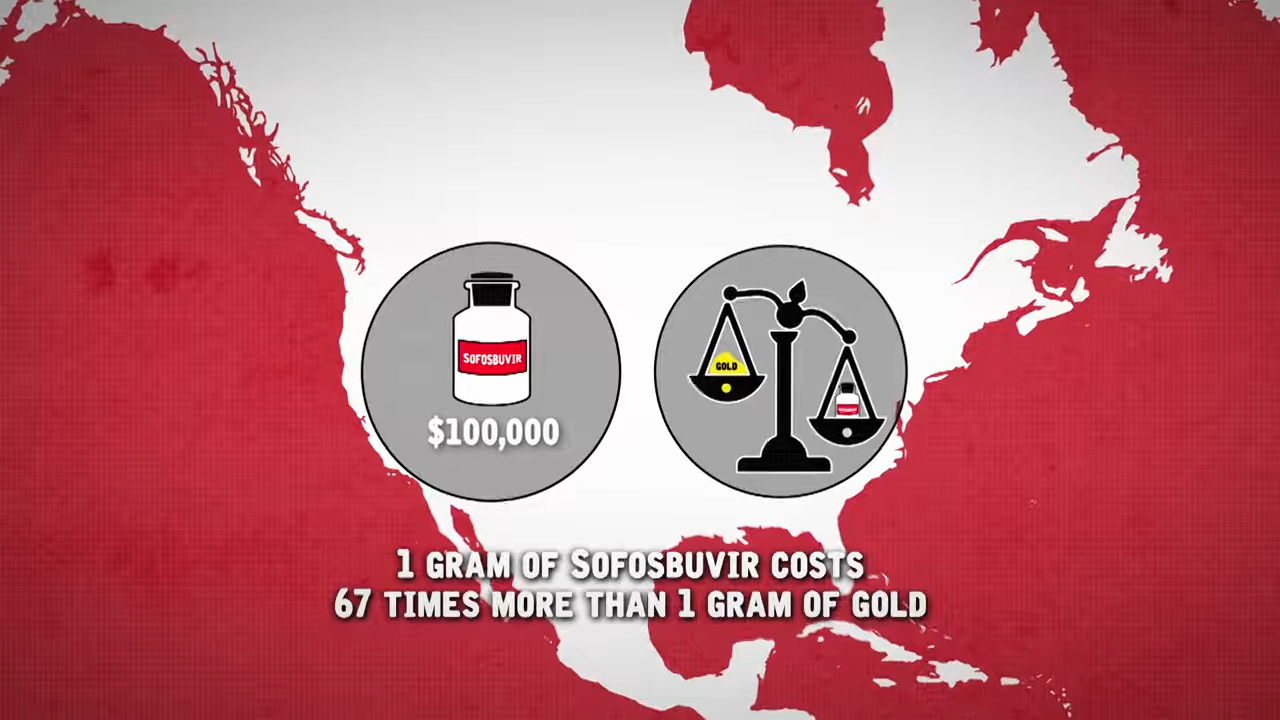 SOFOSBUVIR
$100,000
GOLD
1 GRAM OF SOFOSBUVIR COSTS
67 TIMES MORE THAN 1 GRAM OF GOLD